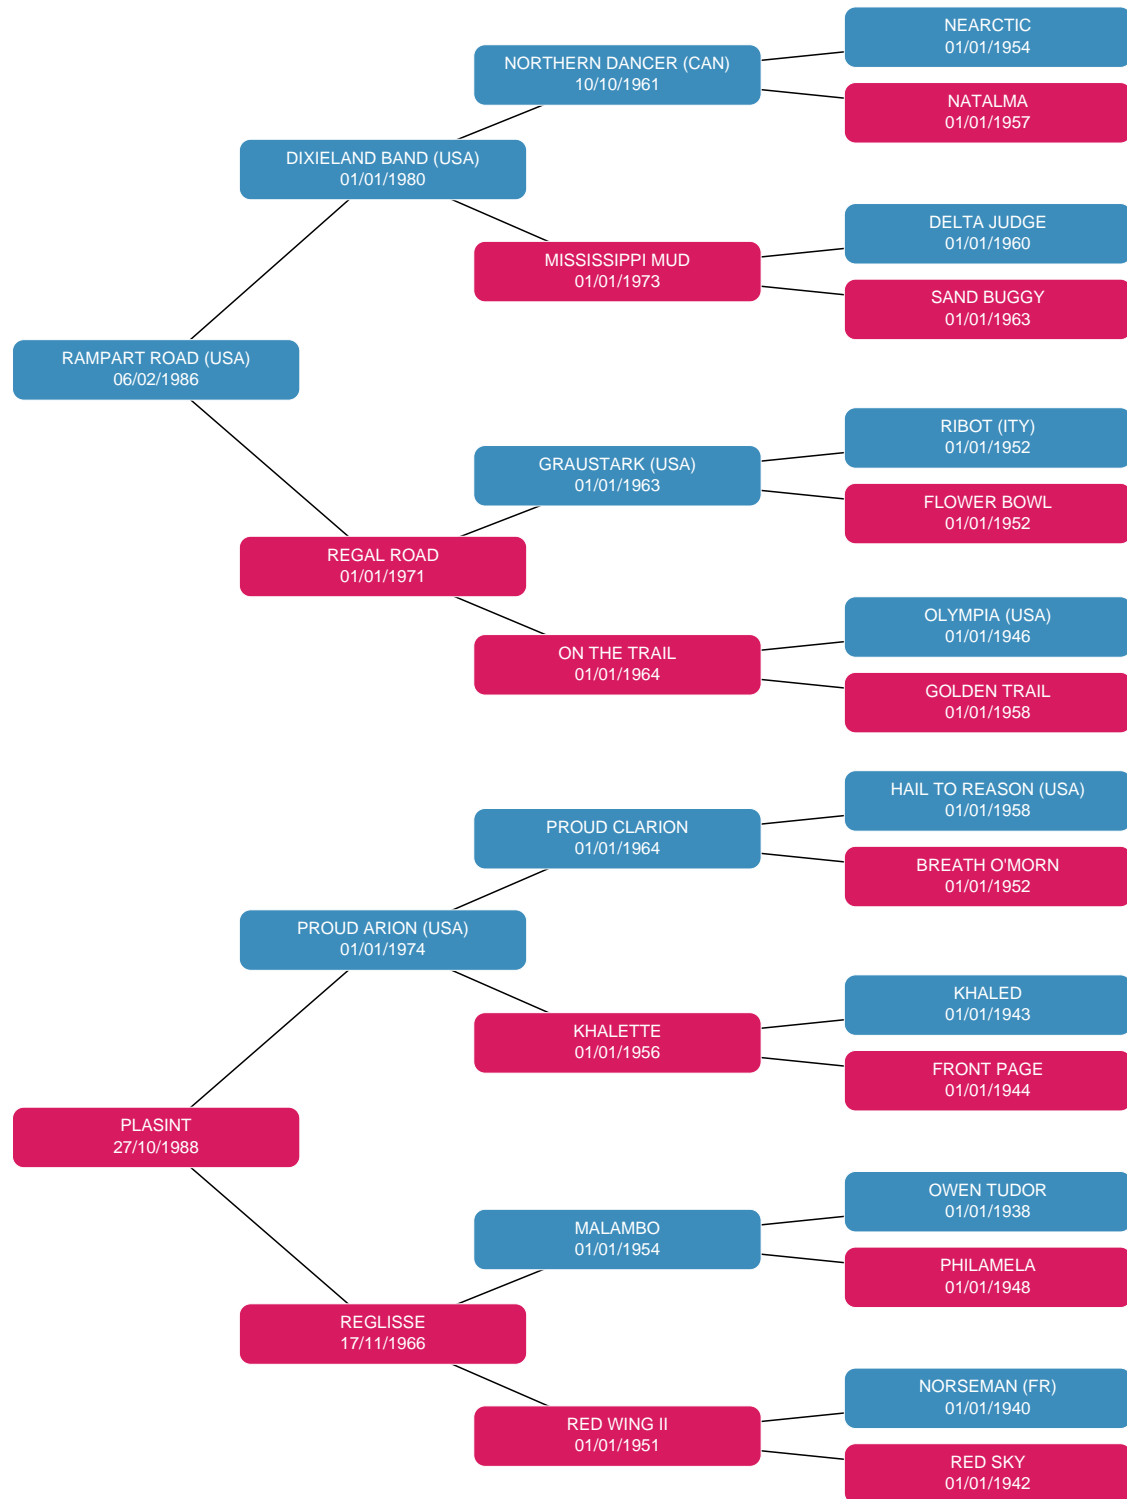 NEARCTIC
01/01/1954
NORTHERN DANCER (CAN)
10/10/1961
NATALMA
01/01/1957
DIXIELAND BAND (USA)
01/01/1980
DELTA JUDGE
01/01/1960
MISSISSIPPI MUD
01/01/1973
SAND BUGGY
01/01/1963
RAMPART ROAD (USA)
06/02/1986
RIBOT (ITY)
01/01/1952
GRAUSTARK (USA)
01/01/1963
FLOWER BOWL
01/01/1952
REGAL ROAD
01/01/1971
OLYMPIA (USA)
01/01/1946
ON THE TRAIL
01/01/1964
GOLDEN TRAIL
01/01/1958
HAIL TO REASON (USA)
01/01/1958
PROUD CLARION
01/01/1964
BREATH O'MORN
01/01/1952
PROUD ARION (USA)
01/01/1974
KHALED
01/01/1943
KHALETTE
01/01/1956
FRONT PAGE
01/01/1944
PLASINT
27/10/1988
OWEN TUDOR
01/01/1938
MALAMBO
01/01/1954
PHILAMELA
01/01/1948
REGLISSE
17/11/1966
NORSEMAN (FR)
01/01/1940
RED WING II
01/01/1951
RED SKY
01/01/1942